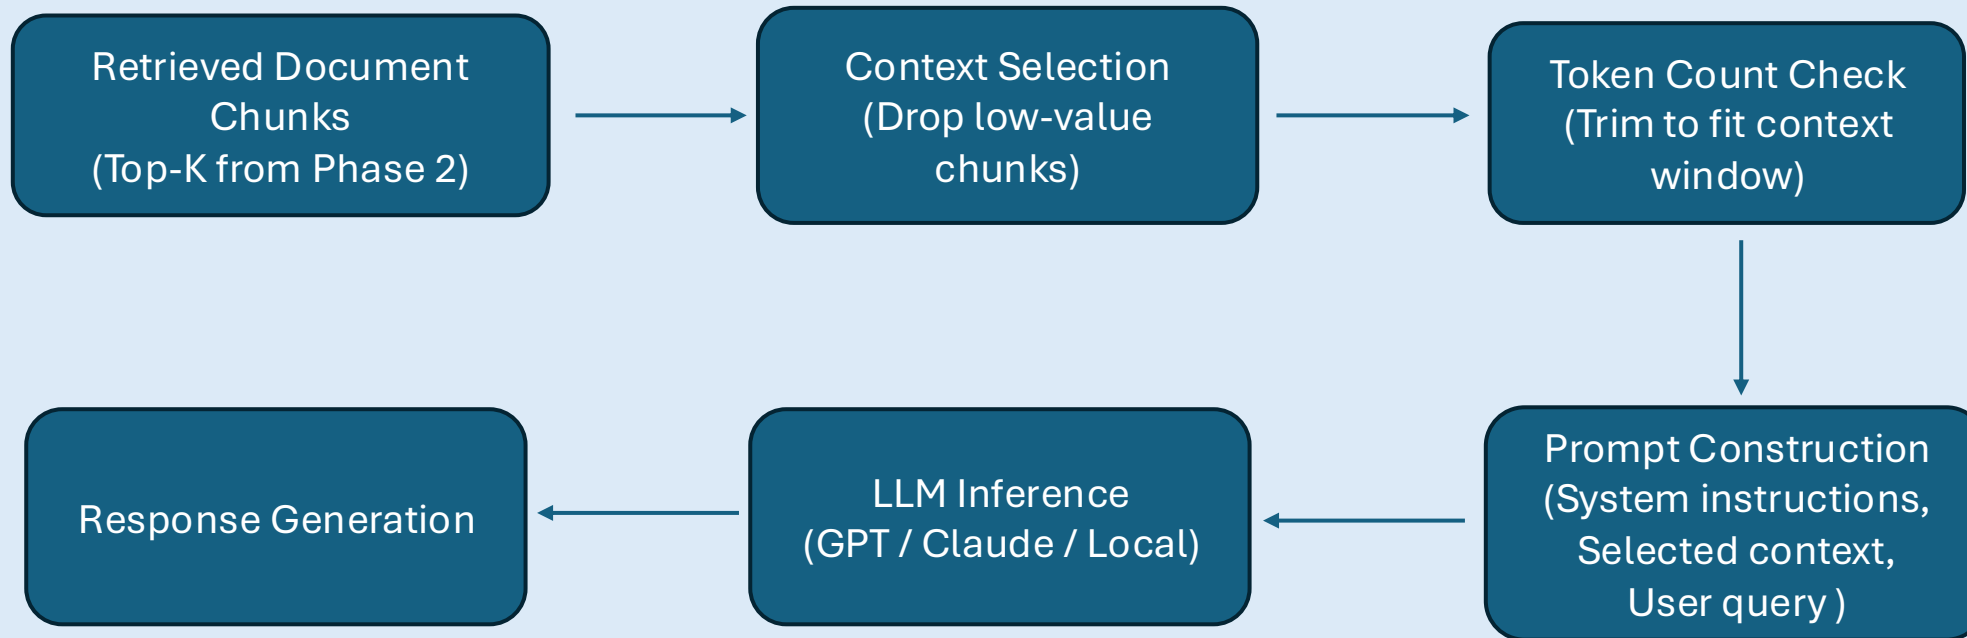 Retrieved Document
Chunks
(Top-K from Phase 2)
Context Selection
(Drop low-value
chunks)
Token Count Check
(Trim to fit context
window)
Prompt Construction
(System instructions,
Selected context,
User query )
LLM Inference
(GPT / Claude / Local)
Response Generation